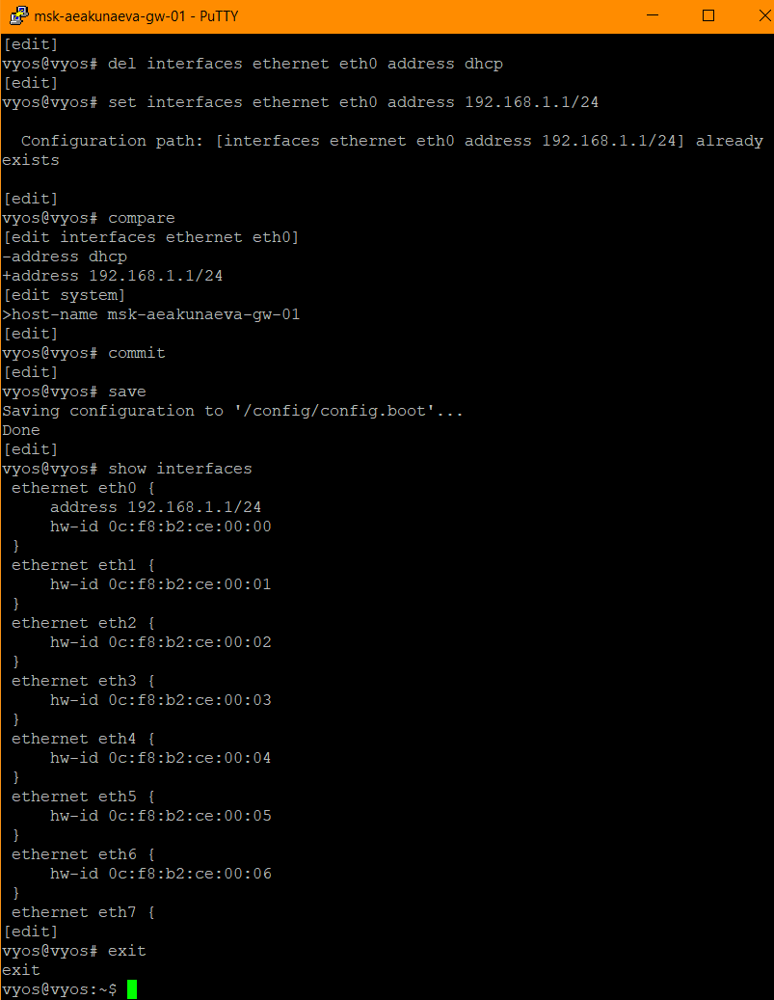 msk-aeakunaeva-gw-01 - PuTTY
[edit]
vyos@vyos# del interfaces ethernet eth0 address dhcp
[edit]
vyos@vyos# set interfaces ethernet eth0 address 192.168.1.1/24

  Configuration path: [interfaces ethernet eth0 address 192.168.1.1/24] already
exists

[edit]
vyos@vyos# compare
[edit interfaces ethernet eth0]
-address dhcp
+address 192.168.1.1/24
[edit system]
>host-name msk-aeakunaeva-gw-01
[edit]
vyos@vyos# commit
[edit]
vyos@vyos# save
Saving configuration to '/config/config.boot'...
Done
[edit]
vyos@vyos# show interfaces
 ethernet eth0 {
     address 192.168.1.1/24
     hw-id 0c:f8:b2:ce:00:00
 }
 ethernet eth1 {
     hw-id 0c:f8:b2:ce:00:01
 }
 ethernet eth2 {
     hw-id 0c:f8:b2:ce:00:02
 }
 ethernet eth3 {
     hw-id 0c:f8:b2:ce:00:03
 }
 ethernet eth4 {
     hw-id 0c:f8:b2:ce:00:04
 }
 ethernet eth5 {
     hw-id 0c:f8:b2:ce:00:05
 }
 ethernet eth6 {
     hw-id 0c:f8:b2:ce:00:06
 }
 ethernet eth7 {
[edit]
vyos@vyos# exit
exit
vyos@vyos:~$